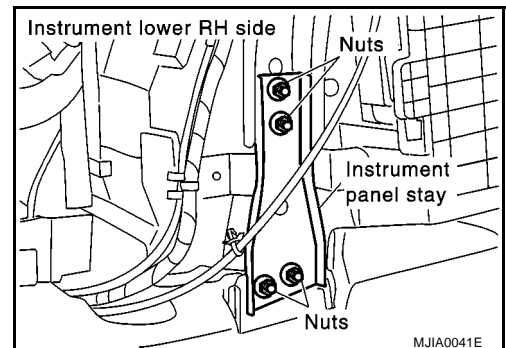 Instrument lower RH side
Nuts
Instrument
panel stay
Nuts
MJIA0041E